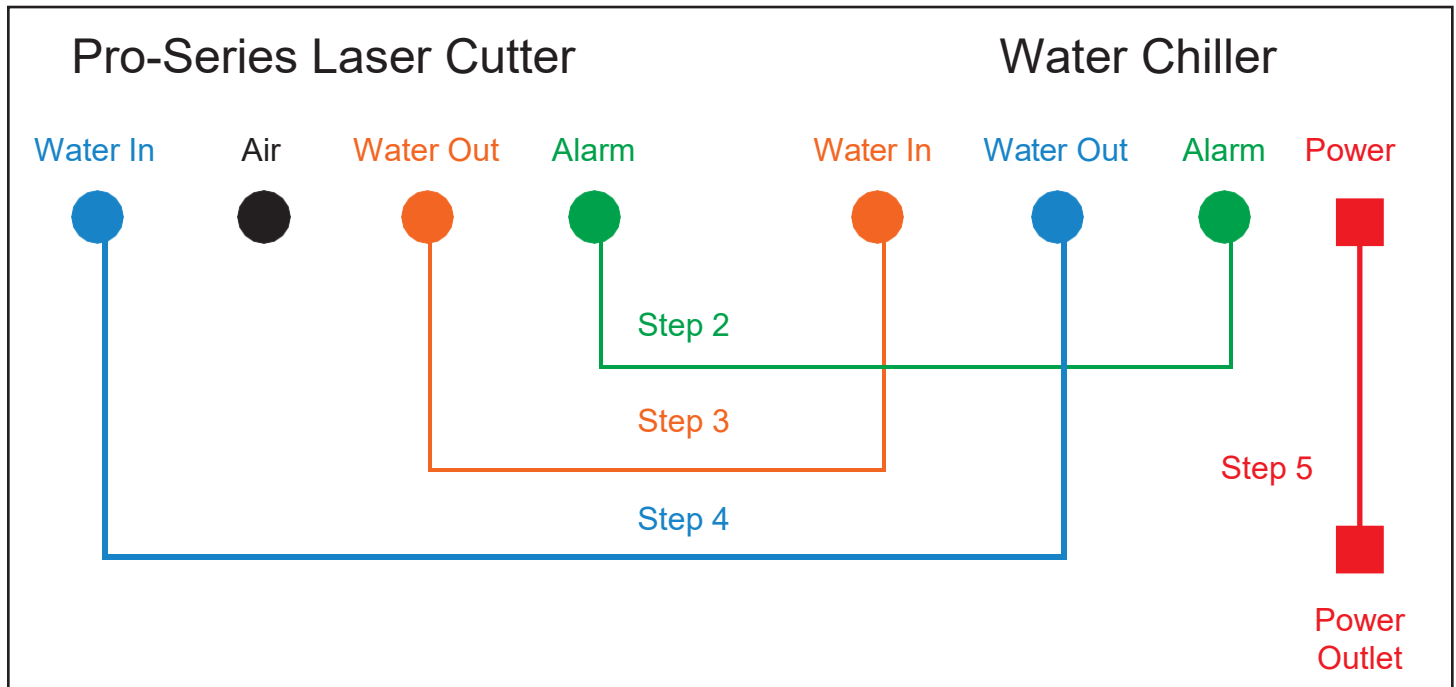 Pro-Series Laser Cutter
Water Chiller
Water In
Air
Water Out
Alarm
Water In
Water Out
Alarm
Power
Step 2
Step 3
Step 4
Step 5
Power
Outlet